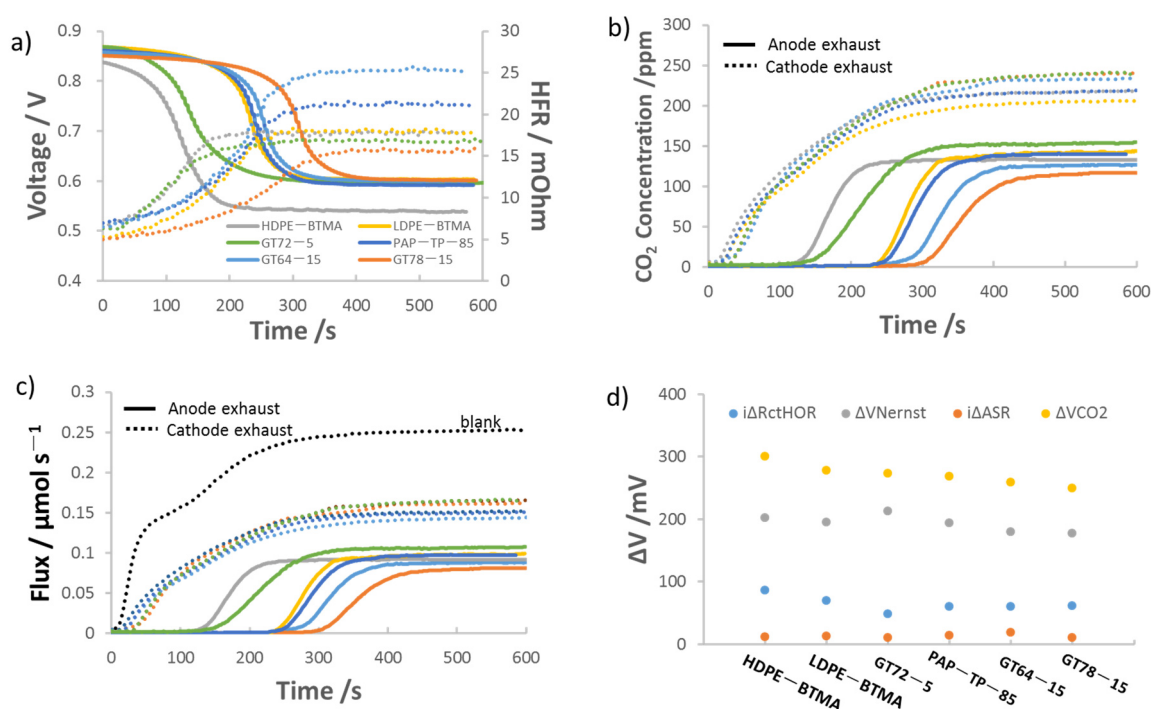 a)
Voltage / V
0.9
0.8
0.7
0.6
0.5
0.4
30
25
20
15
10
5
0
HFR / mOhm
HDPE—BTMA
LDPE—BTMA
GT72—5
PAP—TP—85
GT64—15
GT78—15
0 100 200 300 400 500 600
Time /s
b)
CO2 Concentration /ppm
300
250
200
150
100
50
0
Anode exhaust
Cathode exhaust
0 100 200 300 400 500 600
Time /s
c)
Flux / μmol s—1
0.3
0.25
0.2
0.15
0.1
0.05
0
Anode exhaust
Cathode exhaust
blank
0 100 200 300 400 500 600
Time /s
d)
ΔV /mV
400
300
200
100
0
iΔRctHOR
ΔVNernst
iΔASR
ΔVCO2
HDPE—BTMA
LDPE—BTMA
GT72—5
PAP—TP—85
GT64—15
GT78—15